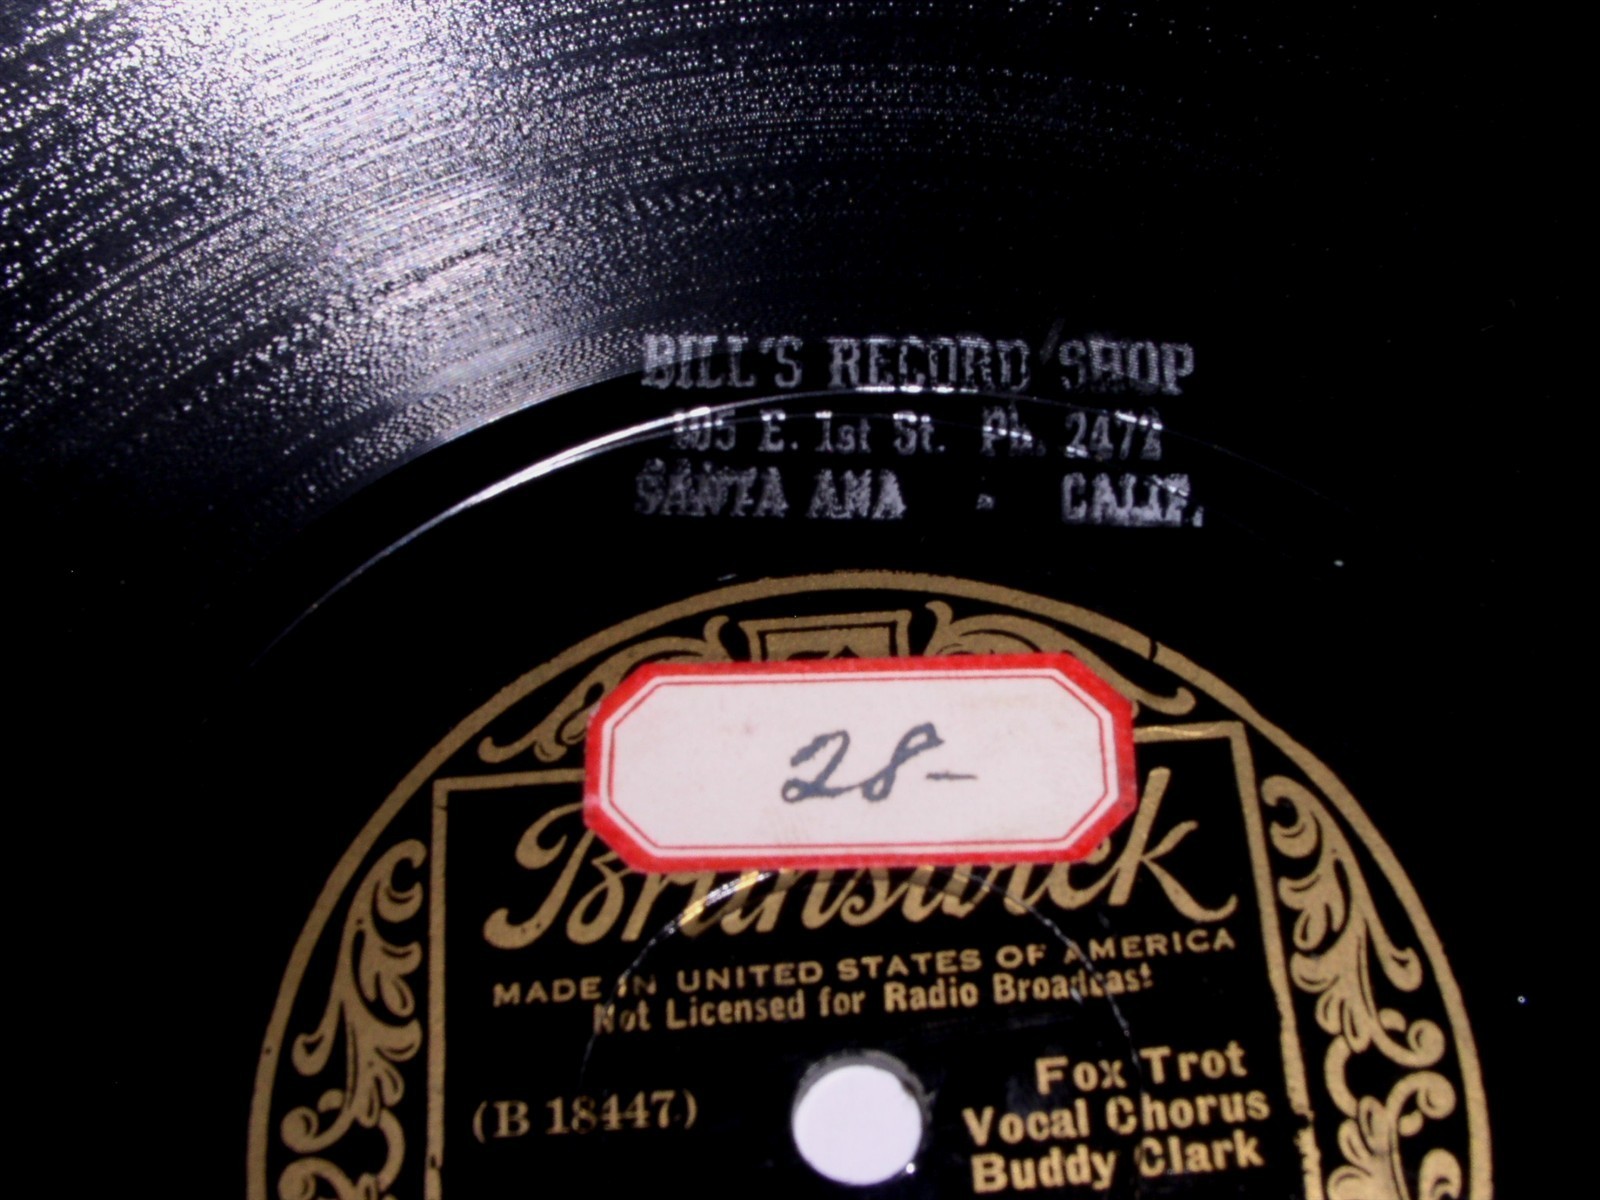 BILL'S RECORD SHOP
105 E. 1st St. Ph. 2472
SANTA ANA - CALIF.
28-
Brunswick
MADE IN UNITED STATES OF AMERICA
Not Licensed for Radio Broadcast
(B 18447)
Fox Trot
Vocal Chorus
Buddy Clark